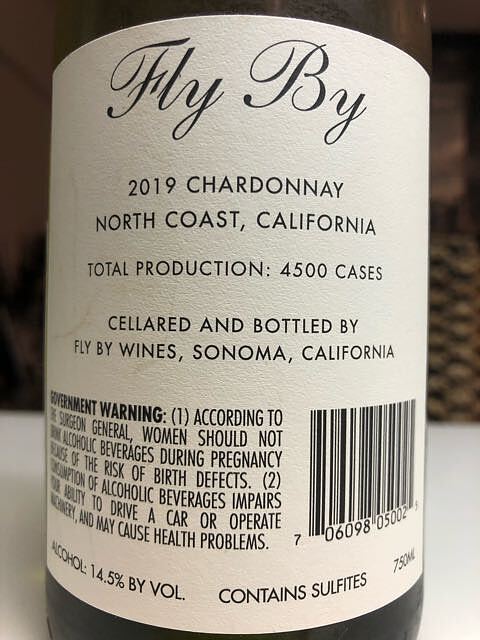 Fly By
2019 CHARDONNAY
NORTH COAST, CALIFORNIA
TOTAL PRODUCTION: 4500 CASES
CELLARED AND BOTTLED BY
FLY BY WINES, SONOMA, CALIFORNIA
GOVERNMENT WARNING: (1) ACCORDING TO
THE SURGEON GENERAL, WOMEN SHOULD NOT
DRINK ALCOHOLIC BEVERAGES DURING PREGNANCY
BECAUSE OF THE RISK OF BIRTH DEFECTS. (2)
CONSUMPTION OF ALCOHOLIC BEVERAGES IMPAIRS
YOUR ABILITY TO DRIVE A CAR OR OPERATE
MACHINERY, AND MAY CAUSE HEALTH PROBLEMS.
7 06098 05002 5
ALCOHOL: 14.5% BY VOL. CONTAINS SULFITES 750ML